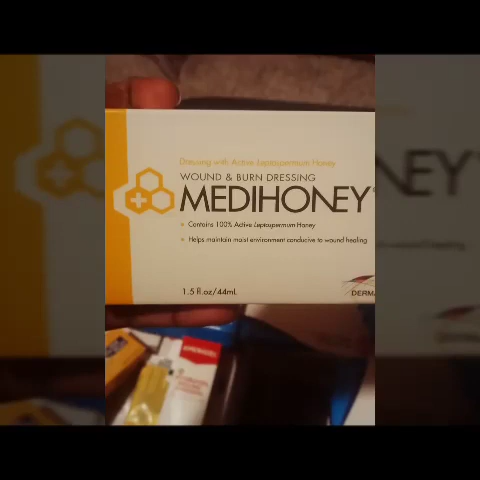 Dressing with Active Leptospermum Honey
WOUND & BURN DRESSING
MEDIHONEY®
Contains 100% Active Leptospermum Honey
Helps maintain moist environment conducive to wound healing
1.5 fl.oz/44mL
DERMA